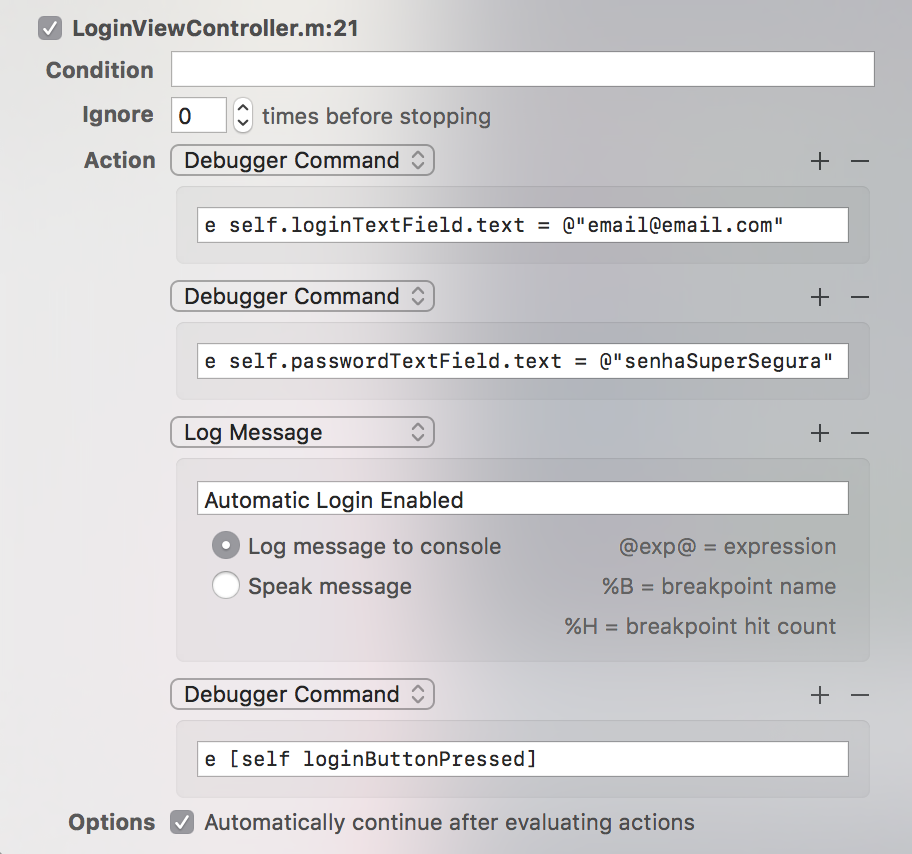 LoginViewController.m:21
Condition
Ignore 0 times before stopping
Action Debugger Command
e self.loginTextField.text = @"email@email.com"
Debugger Command
e self.passwordTextField.text = @"senhaSuperSegura"
Log Message
Automatic Login Enabled
Log message to console @exp@ = expression
Speak message %B = breakpoint name
%H = breakpoint hit count
Debugger Command
e [self loginButtonPressed]
Options Automatically continue after evaluating actions